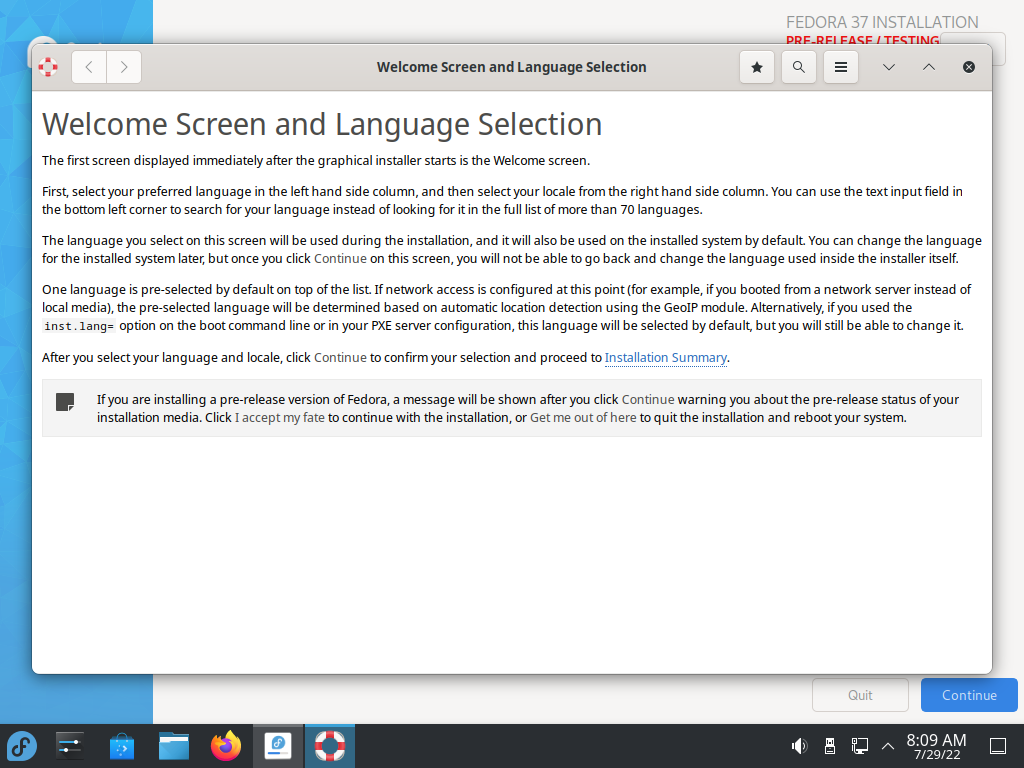 FEDORA 37 INSTALLATION
PRE-RELEASE / TESTING
Welcome Screen and Language Selection
Welcome Screen and Language Selection
The first screen displayed immediately after the graphical installer starts is the Welcome screen.
First, select your preferred language in the left hand side column, and then select your locale from the right hand side column. You can use the text input field in
the bottom left corner to search for your language instead of looking for it in the full list of more than 70 languages.
The language you select on this screen will be used during the installation, and it will also be used on the installed system by default. You can change the language
for the installed system later, but once you click Continue on this screen, you will not be able to go back and change the language used inside the installer itself.
One language is pre-selected by default on top of the list. If network access is configured at this point (for example, if you booted from a network server instead of
local media), the pre-selected language will be determined based on automatic location detection using the GeoIP module. Alternatively, if you used the
inst.lang= option on the boot command line or in your PXE server configuration, this language will be selected by default, but you will still be able to change it.
After you select your language and locale, click Continue to confirm your selection and proceed to Installation Summary.
If you are installing a pre-release version of Fedora, a message will be shown after you click Continue warning you about the pre-release status of your
installation media. Click I accept my fate to continue with the installation, or Get me out of here to quit the installation and reboot your system.
Quit
Continue
8:09 AM
7/29/22